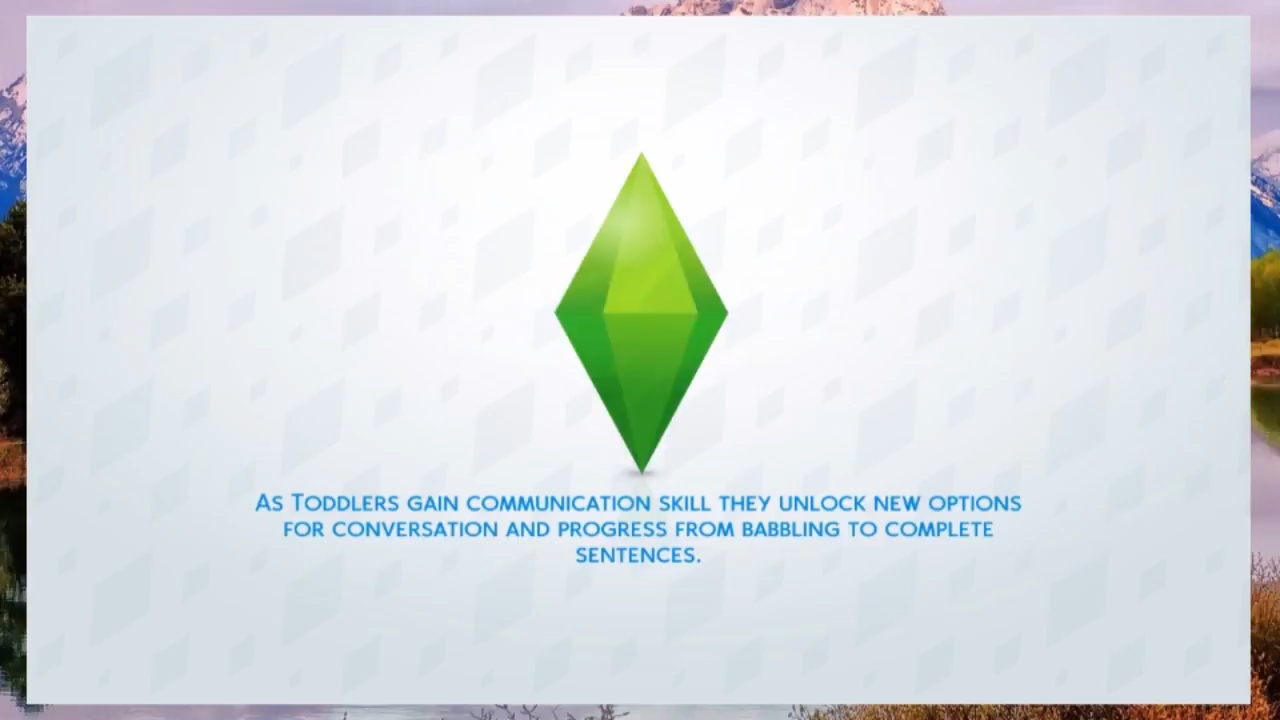 As Toddlers gain communication skill they unlock new options
for conversation and progress from babbling to complete
sentences.